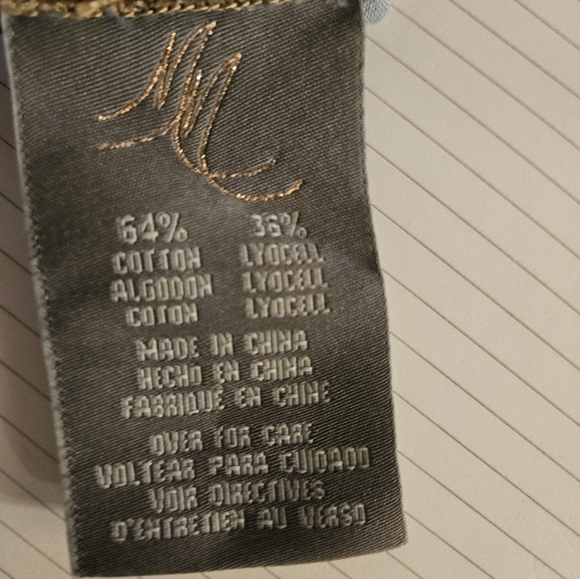 MM
64% 36%
COTTON LYOCELL
ALGODON LYOCELL
COTON LYOCELL
MADE IN CHINA
HECHO EN CHINA
FABRIQUÉ EN CHINE
OVER FOR CARE
VOLTEAR PARA CUIDADO
VOIR DIRECTIVES
D'ENTRETIEN AU VERSO